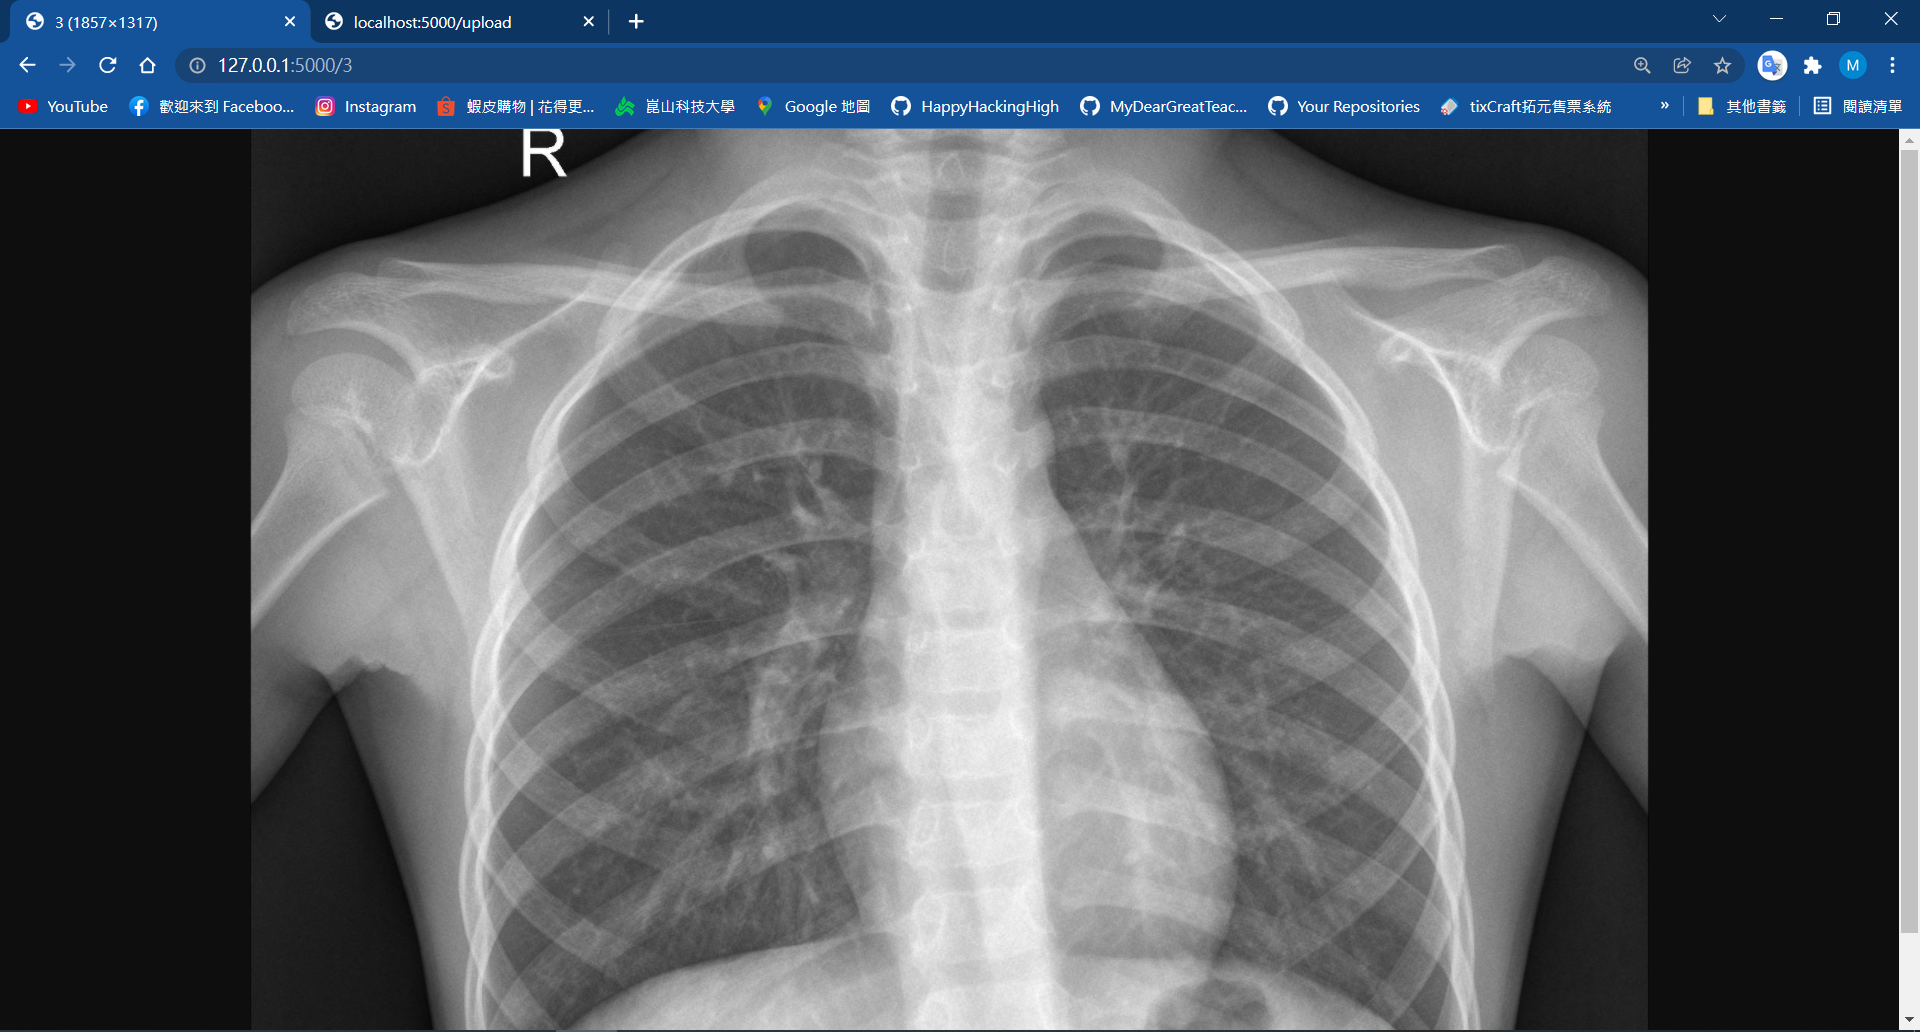 3 (1857×1317)
localhost:5000/upload
127.0.0.1:5000/3
M
YouTube
歡迎來到 Faceboo...
Instagram
蝦皮購物 | 花得更...
崑山科技大學
Google 地圖
HappyHackingHigh
MyDearGreatTeac...
Your Repositories
tixCraft拓元售票系統
»
其他書籤
閱讀清單
R